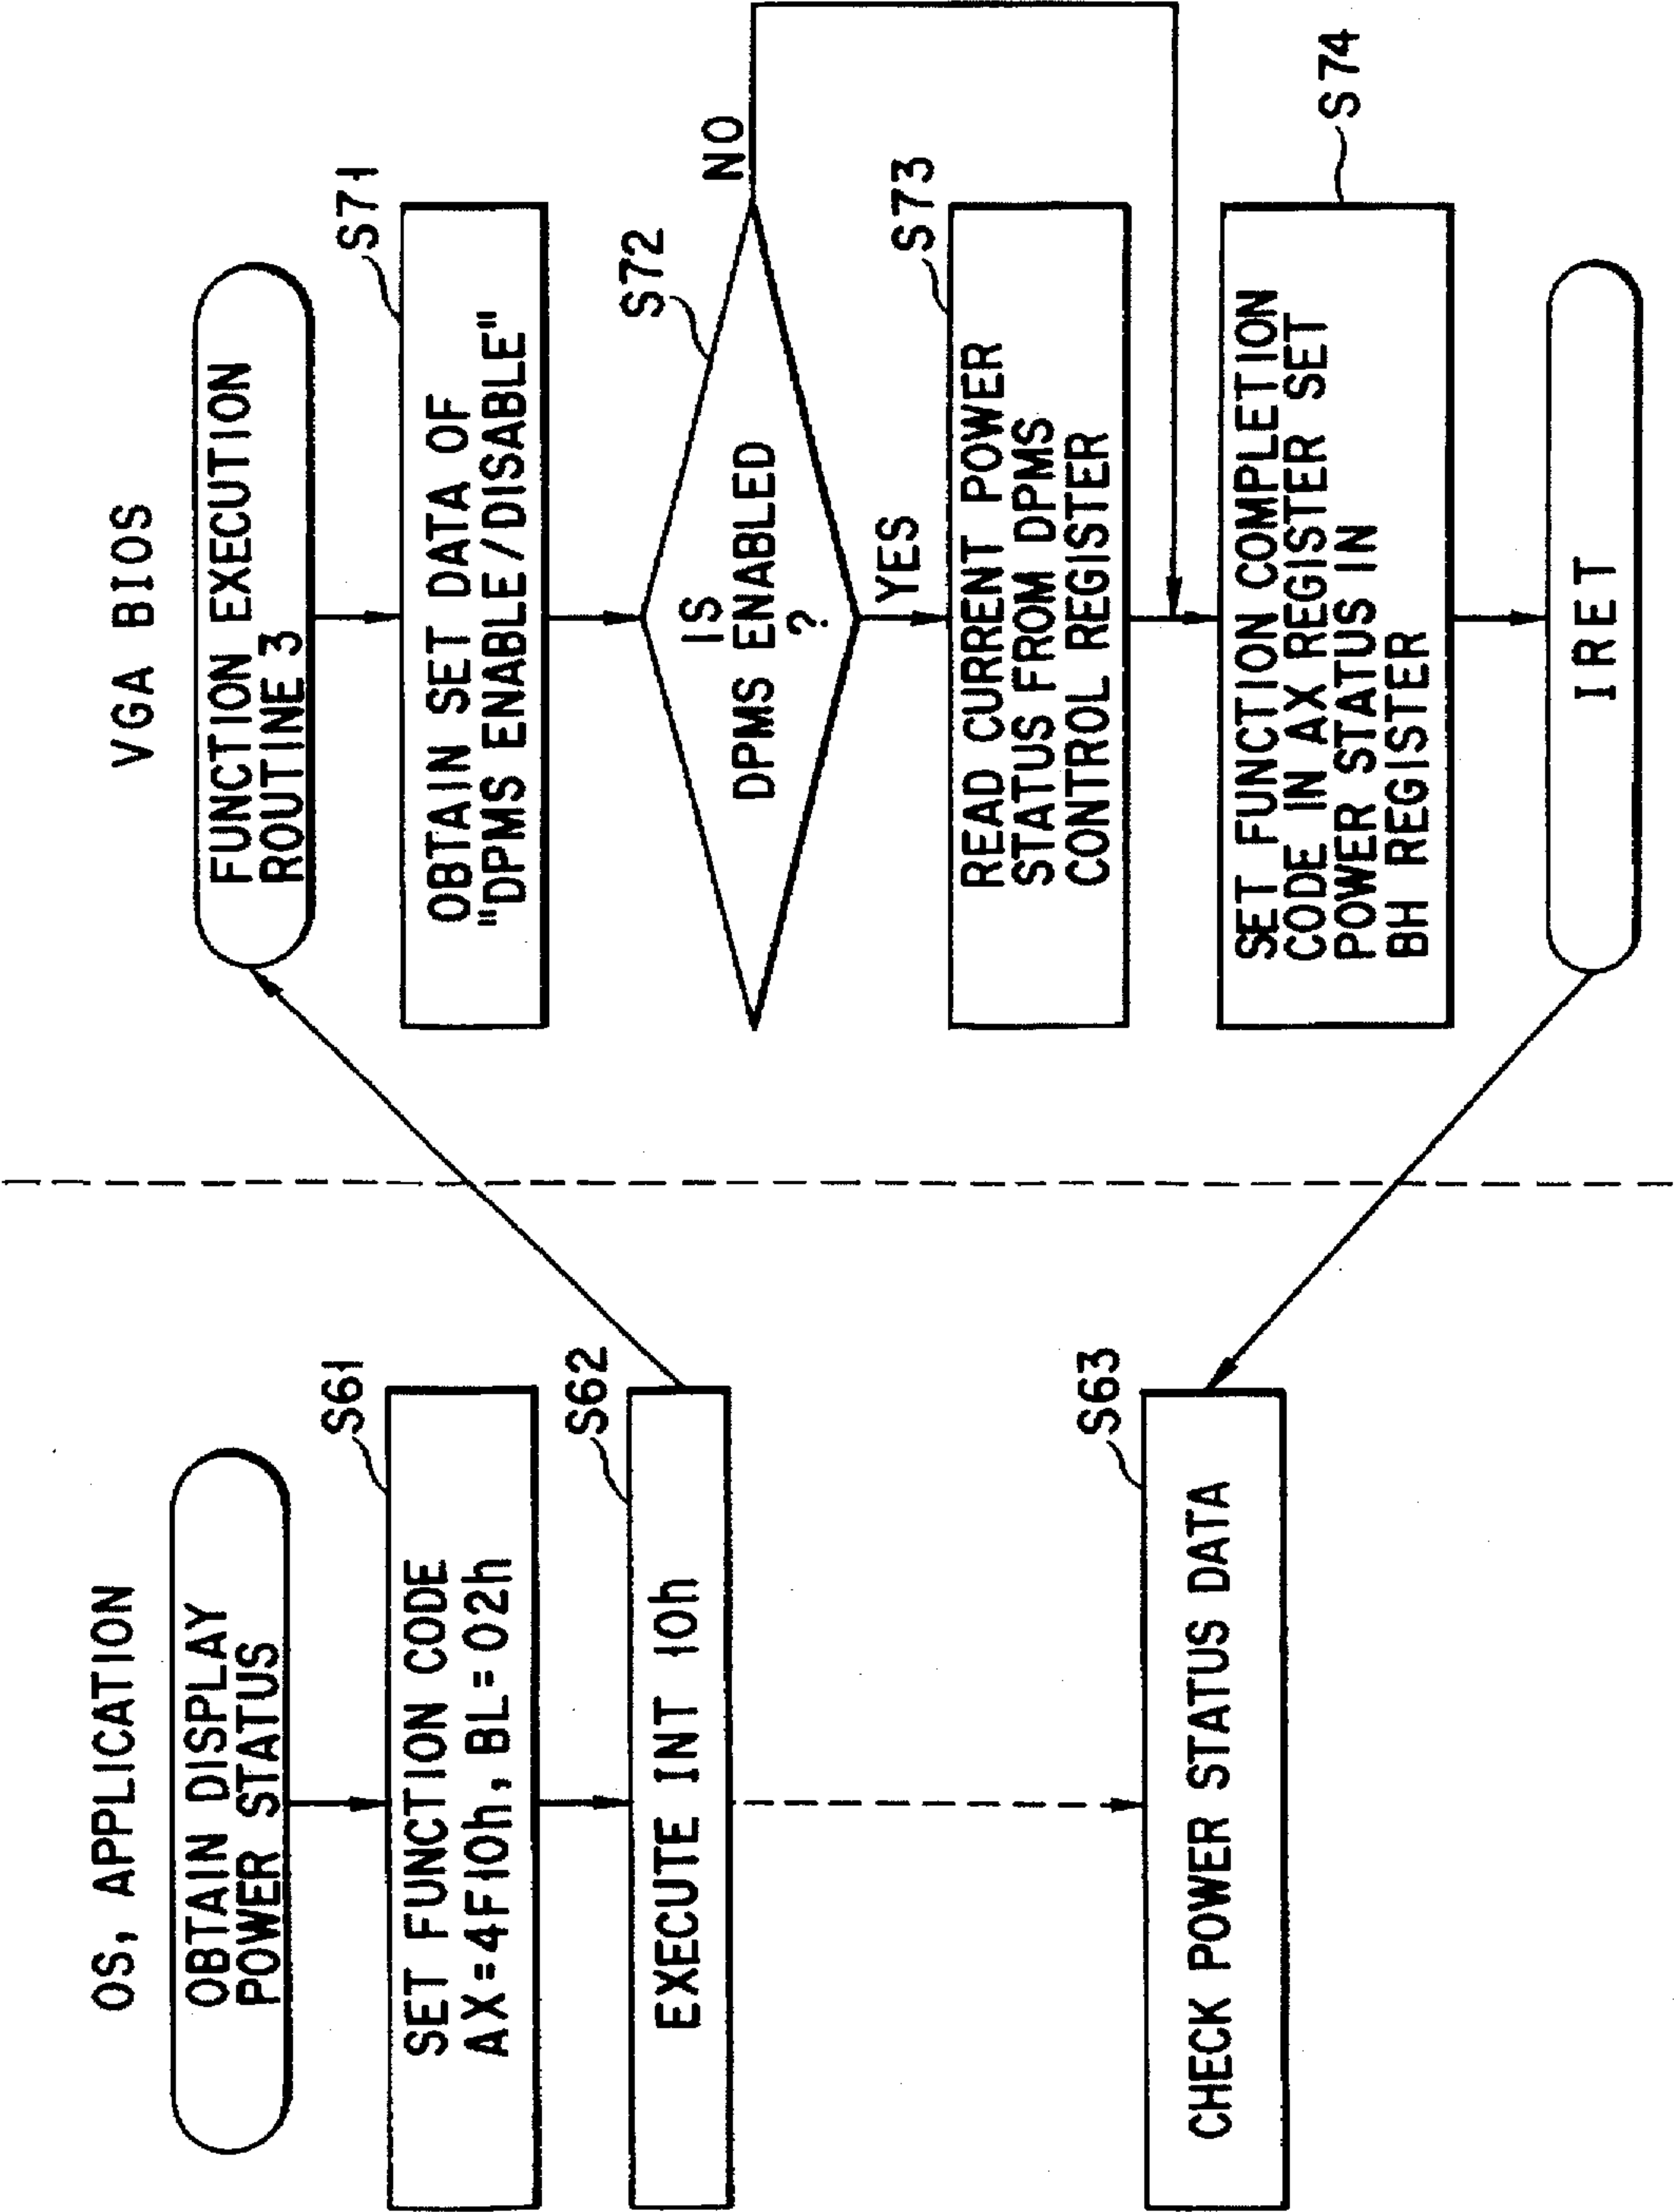 OS, APPLICATION
OBTAIN DISPLAY
POWER STATUS
S61
SET FUNCTION CODE
AX=4F10h, BL=02h
S62
EXECUTE INT 10h
S63
CHECK POWER STATUS DATA
VGA BIOS
FUNCTION EXECUTION
ROUTINE 3
S71
OBTAIN SET DATA OF
"DPMS ENABLE/DISABLE"
S72
IS
DPMS ENABLED
?
NO
YES
S73
READ CURRENT POWER
STATUS FROM DPMS
CONTROL REGISTER
S74
SET FUNCTION COMPLETION
CODE IN AX REGISTER SET
POWER STATUS IN
BH REGISTER
IRET